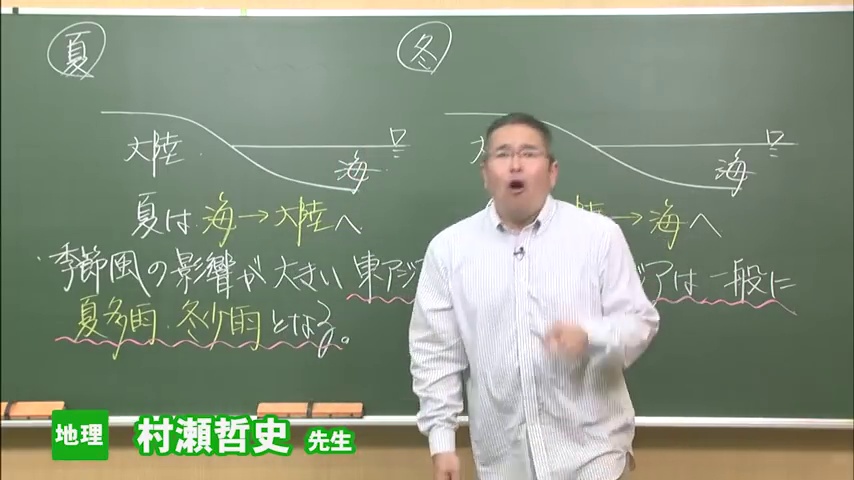 夏
冬
大陸
海
海
夏は 海→大陸へ
→海へ
季節風の影響が大きい東アジ アは一般に
夏多雨・冬少雨となる。
地理 村瀬哲史 先生